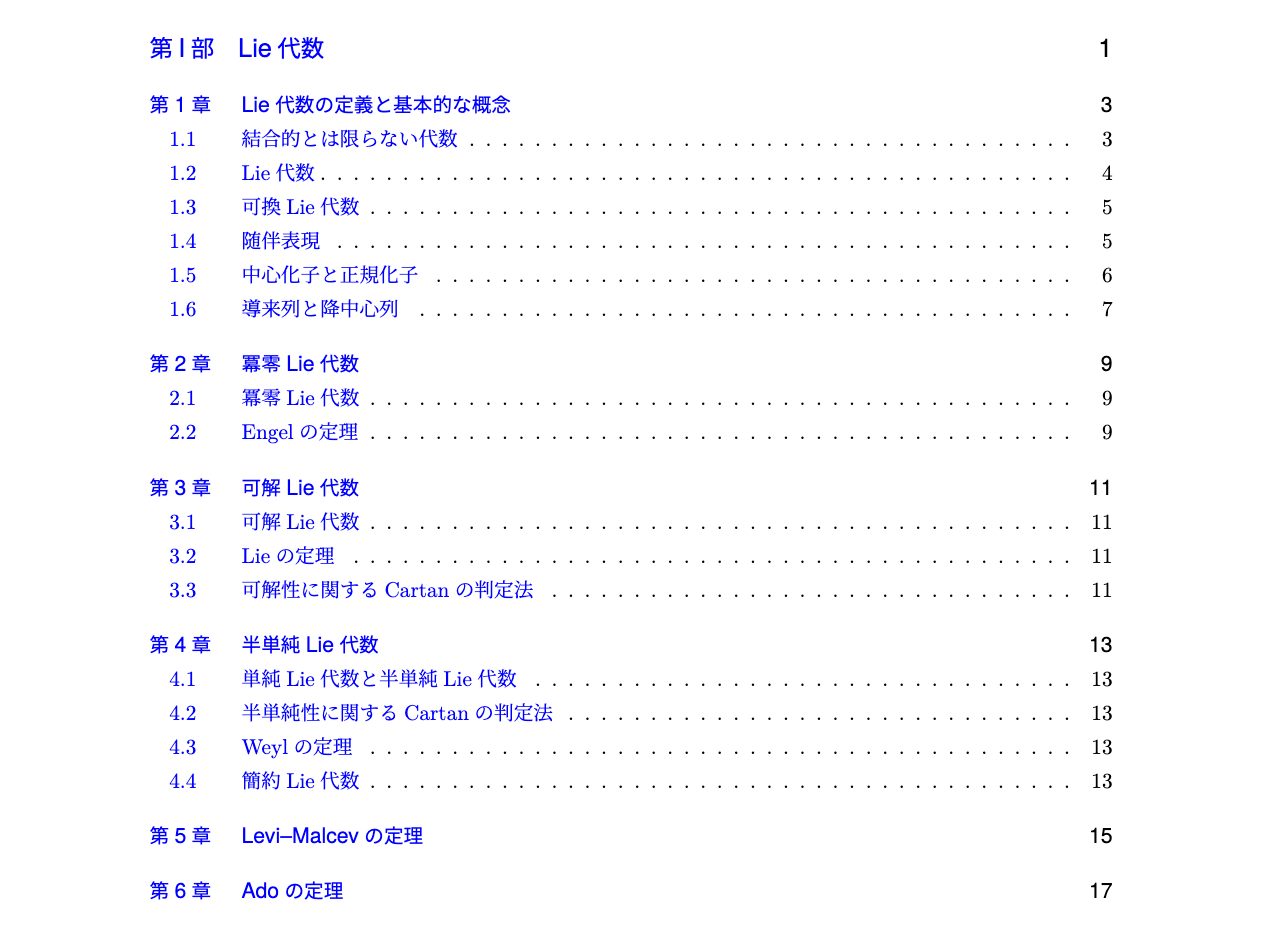 第 I 部 Lie 代数 1
第 1 章 Lie 代数の定義と基本的な概念 3
1.1 結合的とは限らない代数 . . . . . . . . . . . . . . . . . . . . . . . . . . . . . . . . . . . . . 3
1.2 Lie 代数 . . . . . . . . . . . . . . . . . . . . . . . . . . . . . . . . . . . . . . . . . . . . . . 4
1.3 可換 Lie 代数 . . . . . . . . . . . . . . . . . . . . . . . . . . . . . . . . . . . . . . . . . . . 5
1.4 随伴表現 . . . . . . . . . . . . . . . . . . . . . . . . . . . . . . . . . . . . . . . . . . . . . 5
1.5 中心化子と正規化子 . . . . . . . . . . . . . . . . . . . . . . . . . . . . . . . . . . . . . . . 6
1.6 導来列と降中心列 . . . . . . . . . . . . . . . . . . . . . . . . . . . . . . . . . . . . . . . . 7
第 2 章 冪零 Lie 代数 9
2.1 冪零 Lie 代数 . . . . . . . . . . . . . . . . . . . . . . . . . . . . . . . . . . . . . . . . . . . 9
2.2 Engel の定理 . . . . . . . . . . . . . . . . . . . . . . . . . . . . . . . . . . . . . . . . . . . 9
第 3 章 可解 Lie 代数 11
3.1 可解 Lie 代数 . . . . . . . . . . . . . . . . . . . . . . . . . . . . . . . . . . . . . . . . . . . 11
3.2 Lie の定理 . . . . . . . . . . . . . . . . . . . . . . . . . . . . . . . . . . . . . . . . . . . . 11
3.3 可解性に関する Cartan の判定法 . . . . . . . . . . . . . . . . . . . . . . . . . . . . . . . . 11
第 4 章 半単純 Lie 代数 13
4.1 単純 Lie 代数と半単純 Lie 代数 . . . . . . . . . . . . . . . . . . . . . . . . . . . . . . . . . 13
4.2 半単純性に関する Cartan の判定法 . . . . . . . . . . . . . . . . . . . . . . . . . . . . . . . 13
4.3 Weyl の定理 . . . . . . . . . . . . . . . . . . . . . . . . . . . . . . . . . . . . . . . . . . . 13
4.4 簡約 Lie 代数 . . . . . . . . . . . . . . . . . . . . . . . . . . . . . . . . . . . . . . . . . . . 13
第 5 章 Levi–Malcev の定理 15
第 6 章 Ado の定理 17